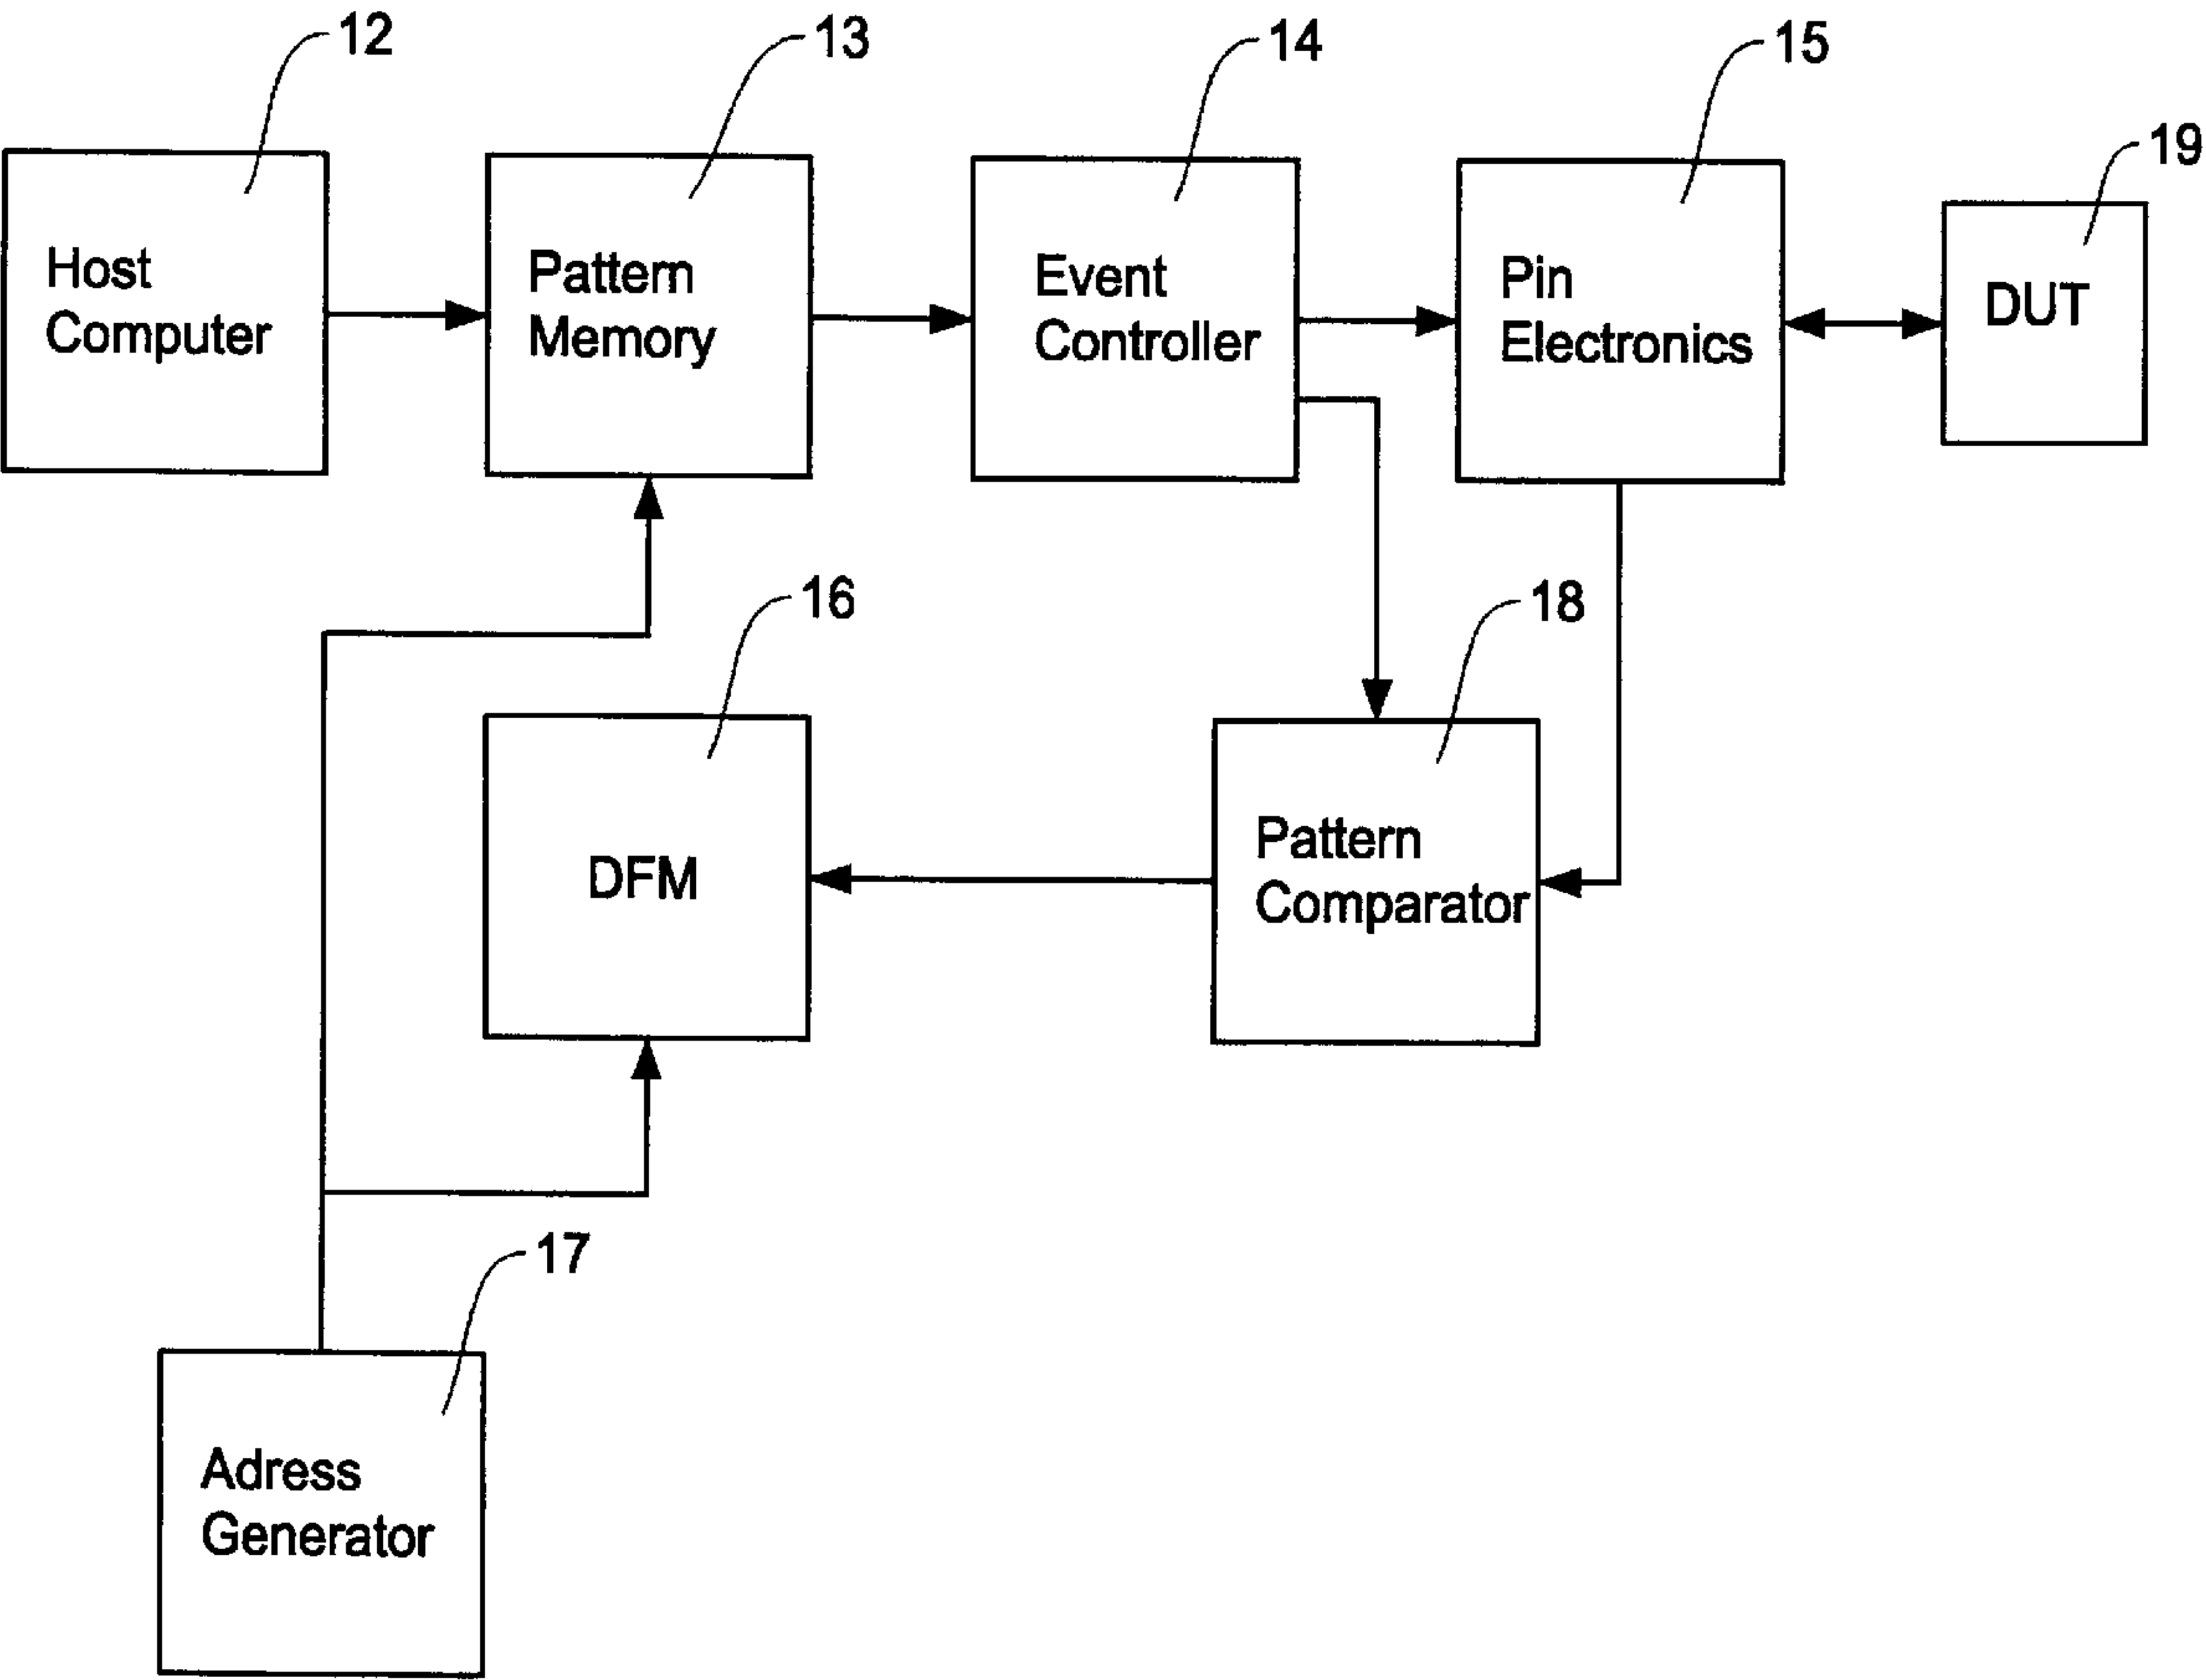 12
13
14
15
19
Host
Computer
Pattern
Memory
Event
Controller
Pin
Electronics
DUT
16
18
DFM
Pattern
Comparator
17
Adress
Generator